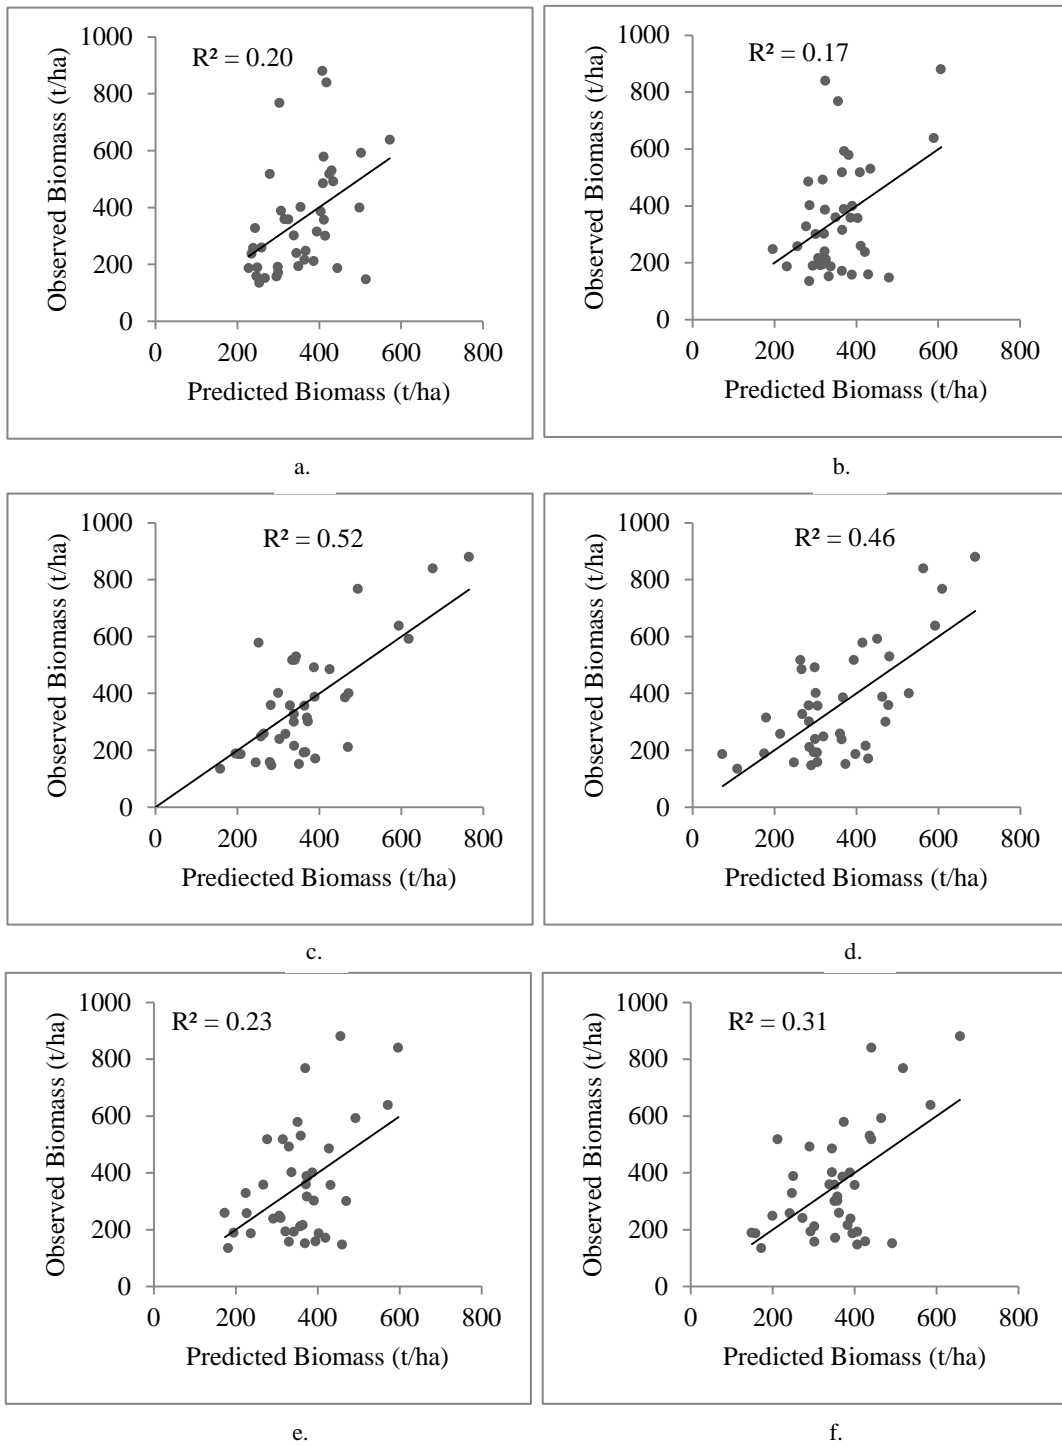 1000
800
600
400
200
0
0 200 400 600 800
Observed Biomass (t/ha)
Predicted Biomass (t/ha)
R² = 0.20
a.
1000
800
600
400
200
0
0 200 400 600 800
Observed Biomass (t/ha)
Predicted Biomass (t/ha)
R² = 0.17
b.
1000
800
600
400
200
0
0 200 400 600 800
Observed Biomass (t/ha)
Prediected Biomass (t/ha)
R² = 0.52
c.
1000
800
600
400
200
0
0 200 400 600 800
Observed Biomass (t/ha)
Predicted Biomass (t/ha)
R² = 0.46
d.
1000
800
600
400
200
0
0 200 400 600 800
Observed Biomass (t/ha)
Predicted Biomass (t/ha)
R² = 0.23
e.
1000
800
600
400
200
0
0 200 400 600 800
Observed Biomass (t/ha)
Predicted Biomass (t/ha)
R² = 0.31
f.